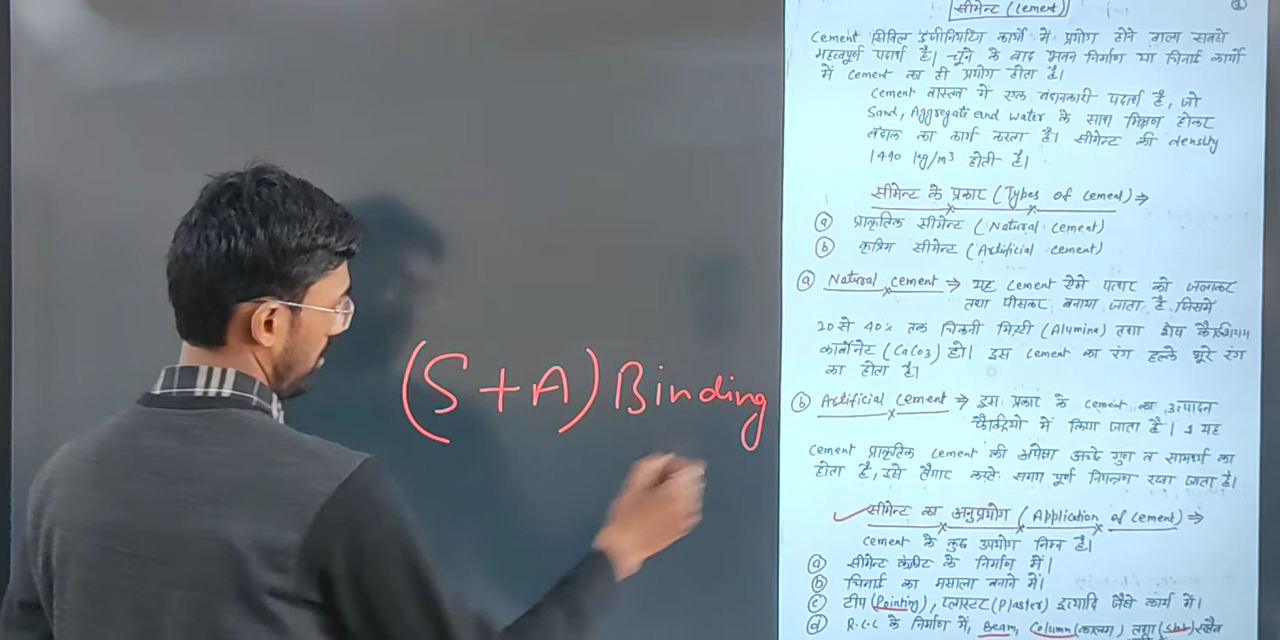 (S+A) Binding
सीमेन्ट (Cement)
Cement सिविल इंजीनियरिंग कार्यों में प्रयोग होने वाला सबसे
महत्वपूर्ण पदार्थ है। चूने के बाद भवन निर्माण या चिनाई कार्यों
में Cement का ही प्रयोग होता है।
Cement वास्तव में एक बंधनकारी पदार्थ है, जो
Sand, Aggregate and Water के साथ मिश्रण होकर
बंधन का कार्य करता है। सीमेन्ट की density
1440 kg/m³ होती है।
सीमेन्ट के प्रकार (Types of Cement) ⇒
(a) प्राकृतिक सीमेन्ट (Natural Cement)
(b) कृत्रिम सीमेन्ट (Artificial Cement)
(a) Natural Cement ⇒ यह Cement ऐसे पत्थर को जलाकर
तथा पीसकर बनाया जाता है जिसमें
20 से 40% तक चिकनी मिट्टी (Alumina) तथा शेष कैल्शियम
कार्बोनेट (CaCO3) हो। इस Cement का रंग हल्के भूरे रंग
का होता है।
(b) Artificial Cement ⇒ इस प्रकार के Cement का उत्पादन
फैक्ट्रियों में किया जाता है। यह
Cement प्राकृतिक Cement की अपेक्षा अच्छे गुण व सामर्थ्य का
होता है, इसे तैयार करते समय पूर्ण नियन्त्रण रखा जाता है।
सीमेन्ट का अनुप्रयोग (Application of Cement) ⇒
Cement के कुछ उपयोग निम्न है।
(a) सीमेंट कंक्रीट के निर्माण में।
(b) चिनाई का मसाला बनाने में।
(c) टीप (Pointing), प्लास्टर (Plaster) इत्यादि जैसे कार्य में।
(d) R.C.C के निर्माण में, Beam, Column (कालम) तथा (Slab) स्लैब